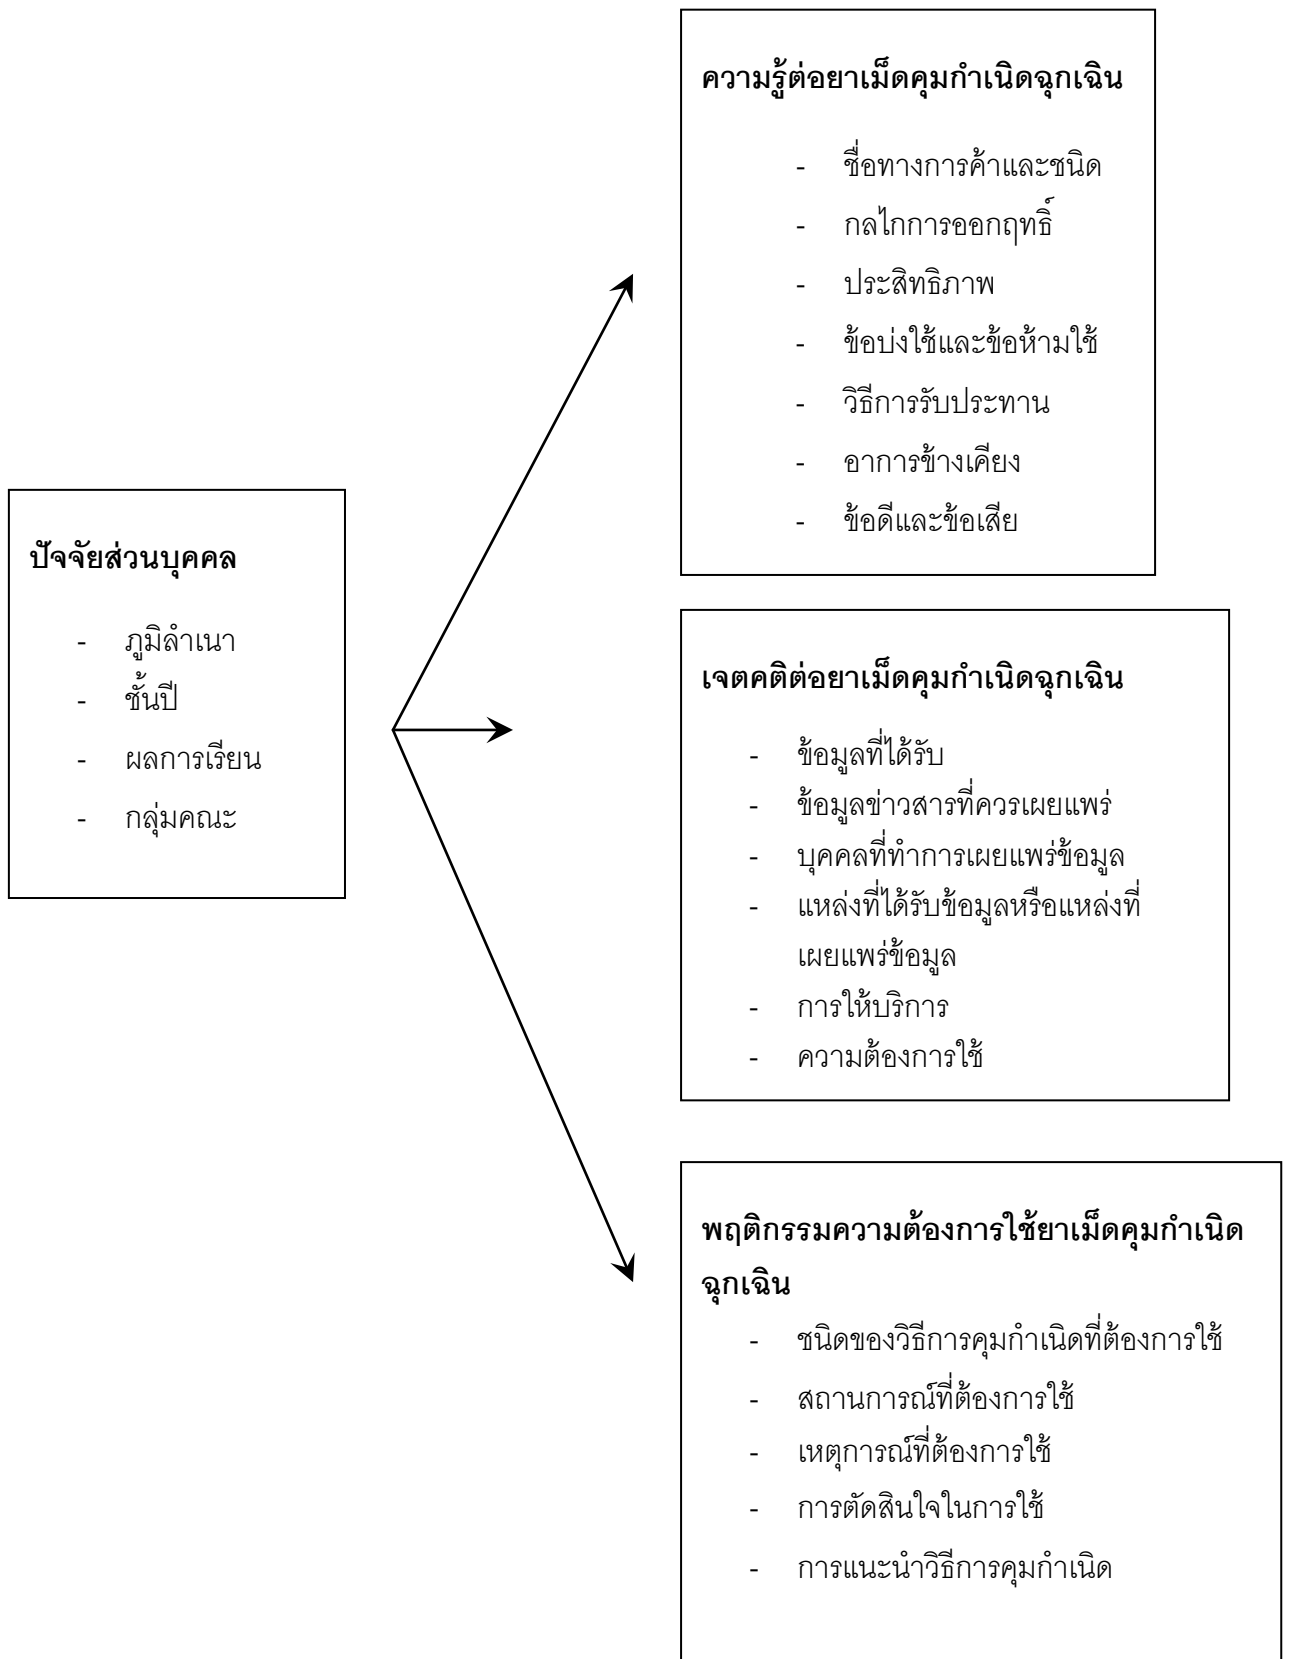 ความรู้ต่อยาเม็ดคุมกำเนิดฉุกเฉิน
- ชื่อทางการค้าและชนิด
- กลไกการออกฤทธิ์
- ประสิทธิภาพ
- ข้อบ่งใช้และข้อห้ามใช้
- วิธีการรับประทาน
- อาการข้างเคียง
- ข้อดีและข้อเสีย
ปัจจัยส่วนบุคคล
- ภูมิลำเนา
- ชั้นปี
- ผลการเรียน
- กลุ่มคณะ
เจตคติต่อยาเม็ดคุมกำเนิดฉุกเฉิน
- ข้อมูลที่ได้รับ
- ข้อมูลข่าวสารที่ควรเผยแพร่
- บุคคลที่ทำการเผยแพร่ข้อมูล
- แหล่งที่ได้รับข้อมูลหรือแหล่งที่
เผยแพร่ข้อมูล
- การให้บริการ
- ความต้องการใช้
พฤติกรรมความต้องการใช้ยาเม็ดคุมกำเนิด
ฉุกเฉิน
- ชนิดของวิธีการคุมกำเนิดที่ต้องการใช้
- สถานการณ์ที่ต้องการใช้
- เหตุการณ์ที่ต้องการใช้
- การตัดสินใจในการใช้
- การแนะนำวิธีการคุมกำเนิด